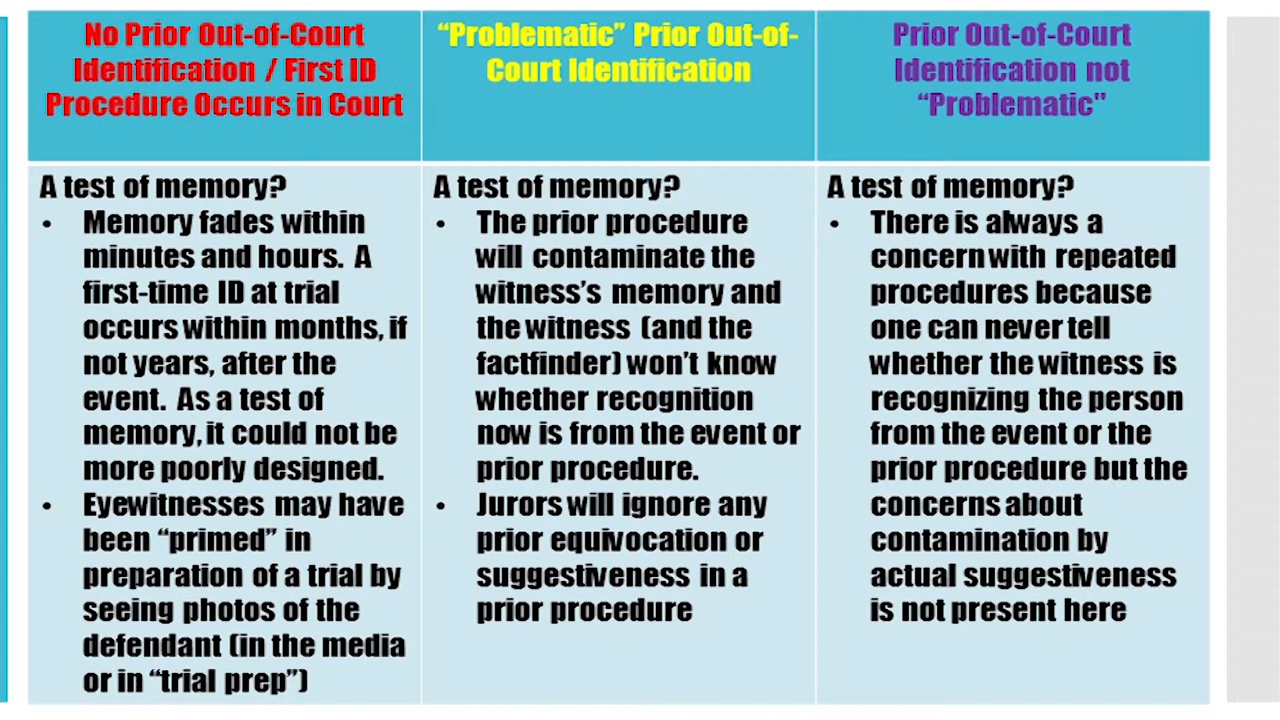 No Prior Out-of-Court
Identification / First ID
Procedure Occurs in Court
“Problematic” Prior Out-of-
Court Identification
Prior Out-of-Court
Identification not
“Problematic"
A test of memory?
• Memory fades within
minutes and hours. A
first-time ID at trial
occurs within months, if
not years, after the
event. As a test of
memory, it could not be
more poorly designed.
• Eyewitnesses may have
been “primed” in
preparation of a trial by
seeing photos of the
defendant (in the media
or in “trial prep”)
A test of memory?
• The prior procedure
will contaminate the
witness’s memory and
the witness (and the
factfinder) won’t know
whether recognition
now is from the event or
prior procedure.
• Jurors will ignore any
prior equivocation or
suggestiveness in a
prior procedure
A test of memory?
• There is always a
concern with repeated
procedures because
one can never tell
whether the witness is
recognizing the person
from the event or the
prior procedure but the
concerns about
contamination by
actual suggestiveness
is not present here